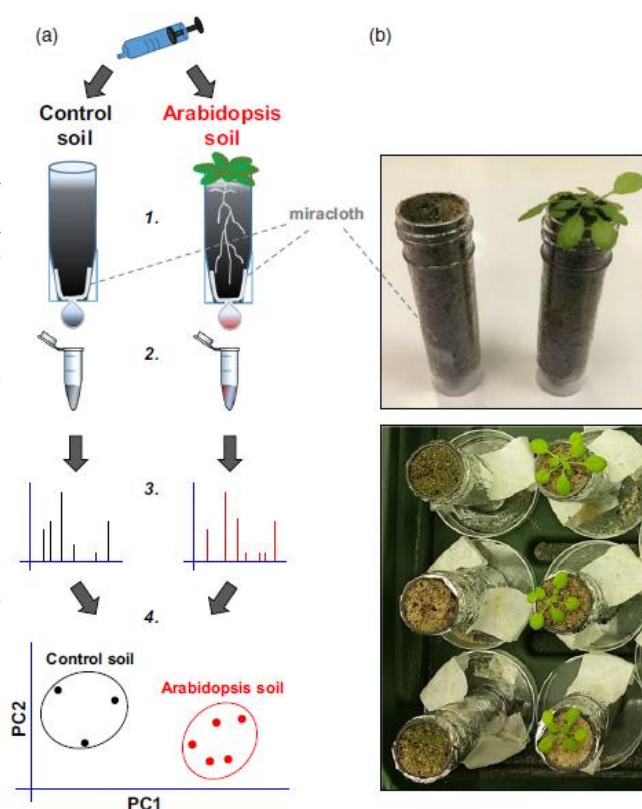 (a)
(b)
Control
soil
Arabidopsis
soil
1.
miracloth
2.
3.
4.
Control soil
Arabidopsis soil
PC2
PC1